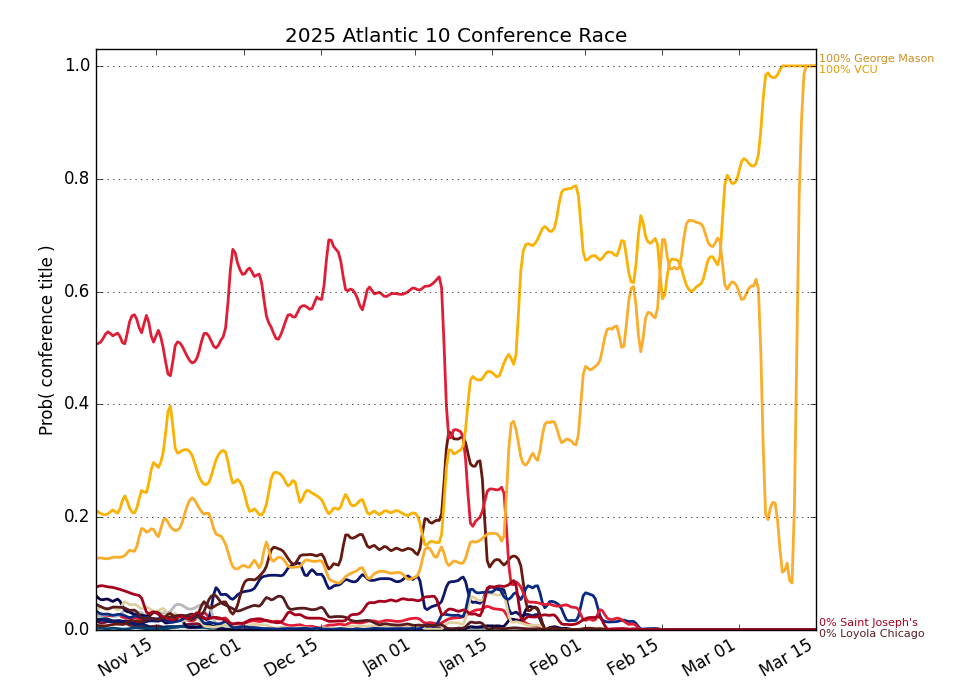 2025 Atlantic 10 Conference Race
Prob( conference title )
1.0
0.8
0.6
0.4
0.2
0.0
Nov 15
Dec 01
Dec 15
Jan 01
Jan 15
Feb 01
Feb 15
Mar 01
Mar 15
100% George Mason
100% VCU
0% Saint Joseph's
0% Loyola Chicago